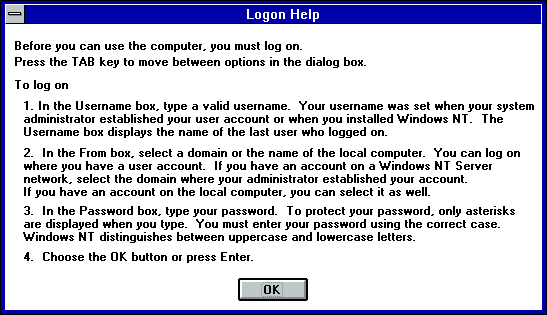 Logon Help
Before you can use the computer, you must log on.
Press the TAB key to move between options in the dialog box.
To log on
1. In the Username box, type a valid username.  Your username was set when your system
administrator established your user account or when you installed Windows NT.  The
Username box displays the name of the last user who logged on.
2.  In the From box, select a domain or the name of the local computer.  You can log on
where you have a user account.  If you have an account on a Windows NT Server
network, select the domain where your administrator established your account.
If you have an account on the local computer, you can select it as well.
3.  In the Password box, type your password.  To protect your password, only asterisks
are displayed when you type.  You must enter your password using the correct case.
Windows NT distinguishes between uppercase and lowercase letters.
4.  Choose the OK button or press Enter.
OK